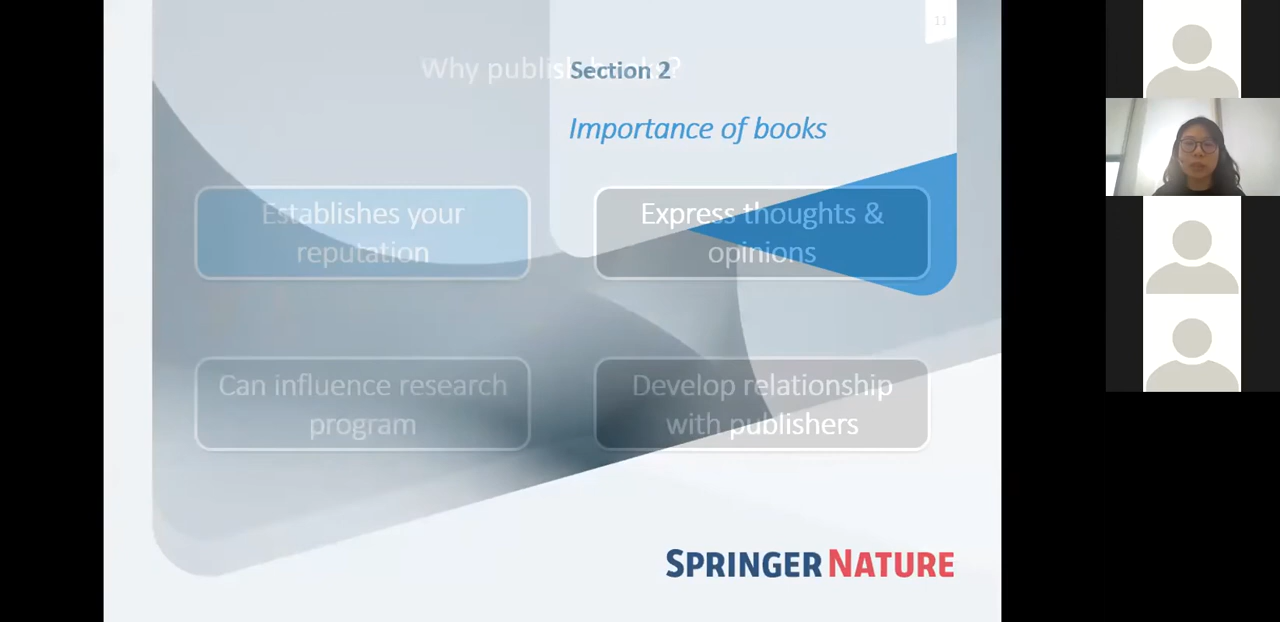 11
Why publish books?
Section 2
Importance of books
Establishes your
reputation
Express thoughts &
opinions
Can influence research
program
Develop relationship
with publishers
SPRINGER NATURE